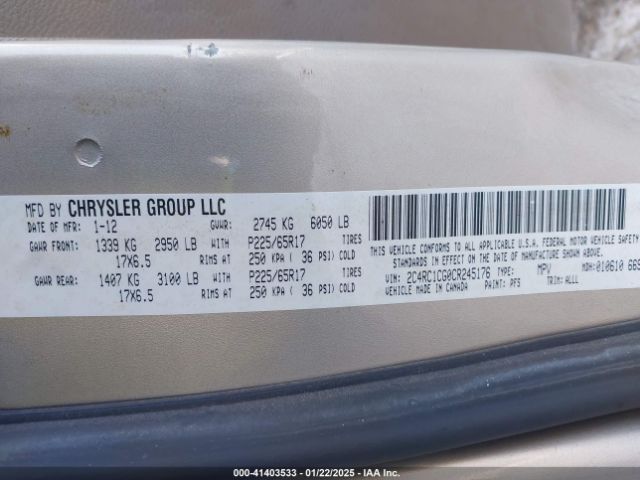 MFD BY CHRYSLER GROUP LLC
DATE OF MFR: 1-12 GVWR: 2745 KG 6050 LB
GAWR FRONT: 1339 KG 2950 LB WITH P225/65R17 TIRES
17X6.5 RIMS AT 250 KPA ( 36 PSI) COLD
GAWR REAR: 1407 KG 3100 LB WITH P225/65R17 TIRES
17X6.5 RIMS AT 250 KPA ( 36 PSI) COLD
THIS VEHICLE CONFORMS TO ALL APPLICABLE U.S.A. FEDERAL MOTOR VEHICLE
STANDARDS IN EFFECT ON THE DATE OF MANUFACTURE SHOWN ABOVE.
VIN: 2C4RC1CG0CR245176 TYPE: MPV MDH: 010610
VEHICLE MADE IN CANADA PAINT: PFS TRIM: ALLL
000-41403533 - 01/22/2025 - IAA Inc.